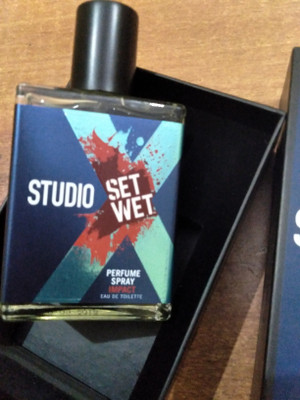 STUDIO SET
WET
PERFUME
SPRAY
IMPACT
EAU DE TOILETTE